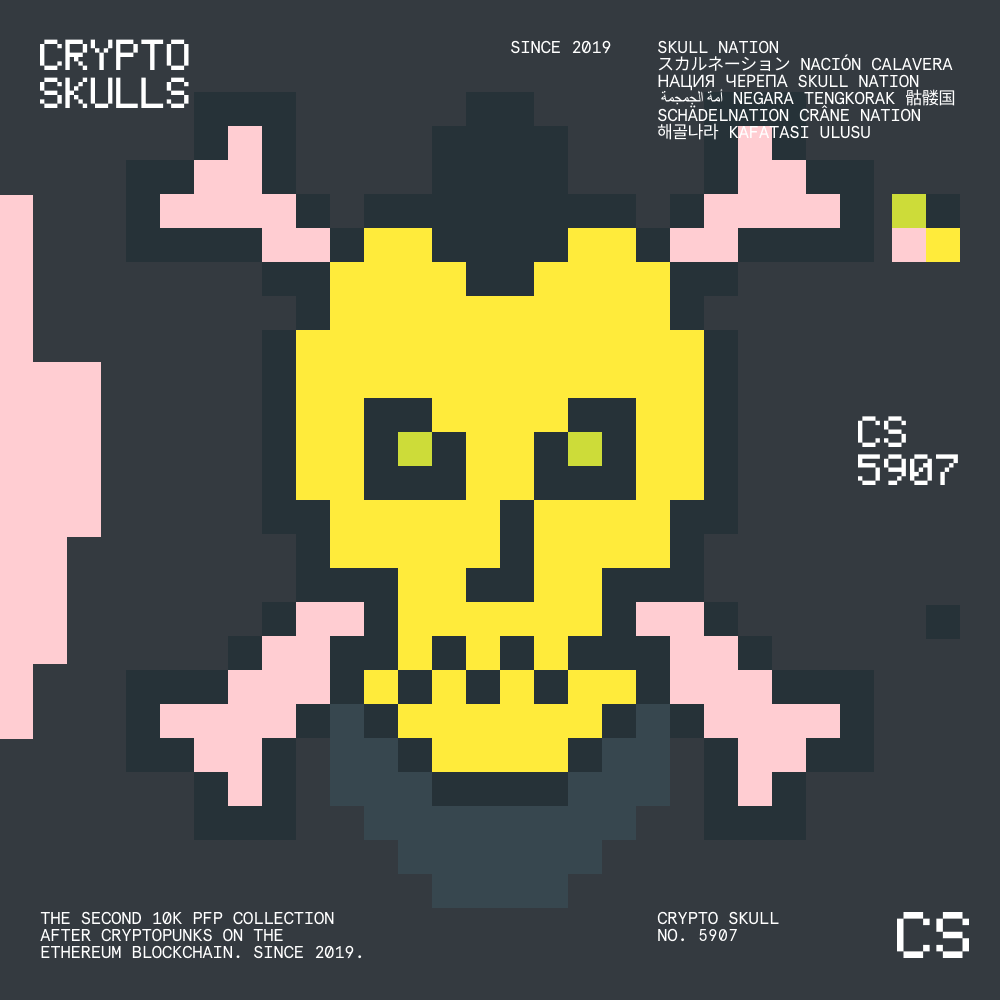 CRYPTO
SKULLS
SINCE 2019
SKULL NATION
スカルネーション NACIÓN CALAVERA
НАЦИЯ ЧЕРЕПА SKULL NATION
أمة الجمجمة NEGARA TENGKORAK 骷髅国
SCHÄDELNATION CRÂNE NATION
해골나라 KAFATASI ULUSU
CS
5907
THE SECOND 10K PFP COLLECTION
AFTER CRYPTOPUNKS ON THE
ETHEREUM BLOCKCHAIN. SINCE 2019.
CRYPTO SKULL
NO. 5907
CS